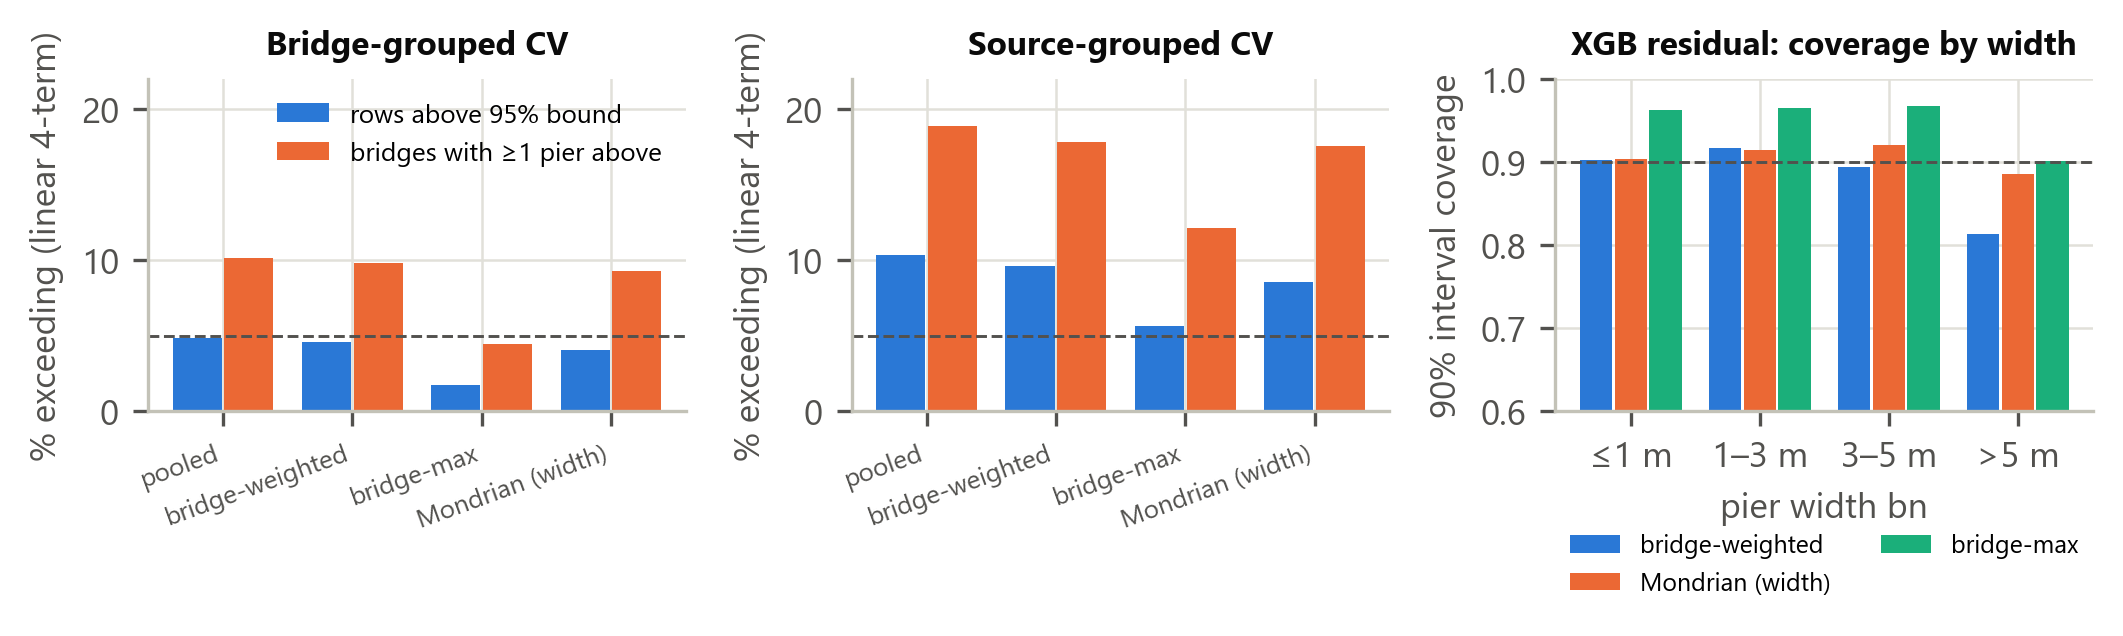 Bridge-grouped CV
% exceeding (linear 4-term)
20
10
0
rows above 95% bound
bridges with ≥1 pier above
pooled
bridge-weighted
bridge-max
Mondrian (width)
Source-grouped CV
% exceeding (linear 4-term)
20
10
0
pooled
bridge-weighted
bridge-max
Mondrian (width)
XGB residual: coverage by width
90% interval coverage
1.0
0.9
0.8
0.7
0.6
≤1 m
1–3 m
3–5 m
>5 m
pier width bn
bridge-weighted
Mondrian (width)
bridge-max